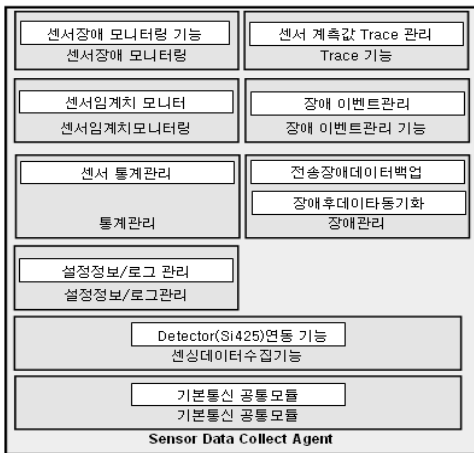 센서장애 모니터링 기능
센서장애 모니터링
센서 계측값 Trace 관리
Trace 기능
센서임계치 모니터
센서임계치모니터링
장애 이벤트관리
장애 이벤트관리 기능
센서 통계관리
통계관리
전송장애데이터백업
장애후데이타동기화
장애관리
설정정보/로그 관리
설정정보/로그관리
Detector(Si425)연동 기능
센싱데이터수집기능
기본통신 공통모듈
기본통신 공통모듈
Sensor Data Collect Agent